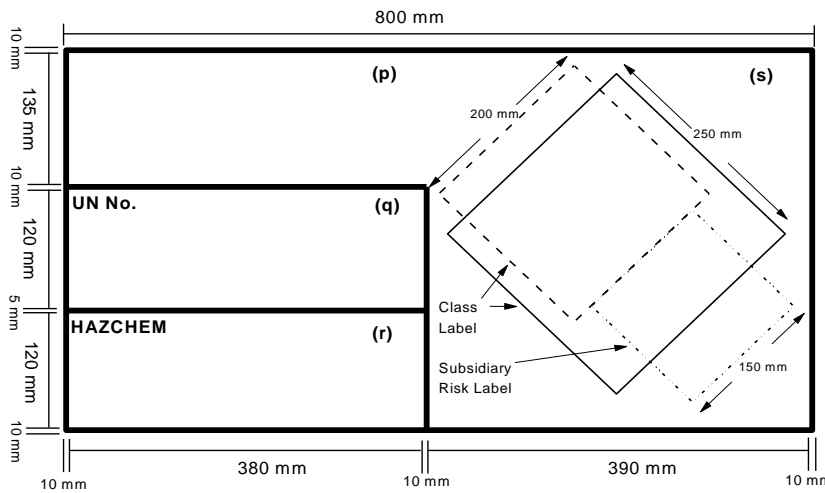 800 mm
10 mm
(p)
(s)
200 mm
250 mm
135 mm
10 mm
UN No.
(q)
120 mm
5 mm
Class
Label
HAZCHEM
(r)
120 mm
Subsidiary
Risk Label
150 mm
10 mm
380 mm
390 mm
10 mm
10 mm
10 mm